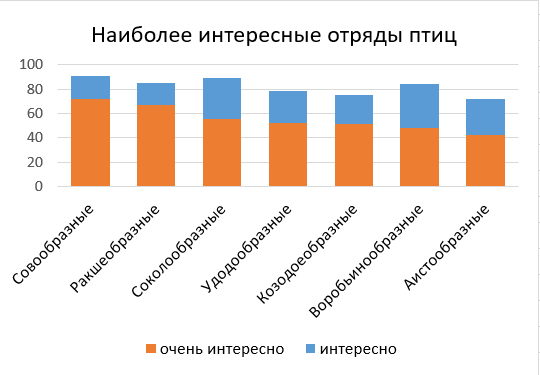 Наиболее интересные отряды птиц
100
80
60
40
20
0
Совообразные
Ракшеобразные
Соколообразные
Удодообразные
Козодоеобразные
Воробьинообразные
Аистообразные
очень интересно
интересно